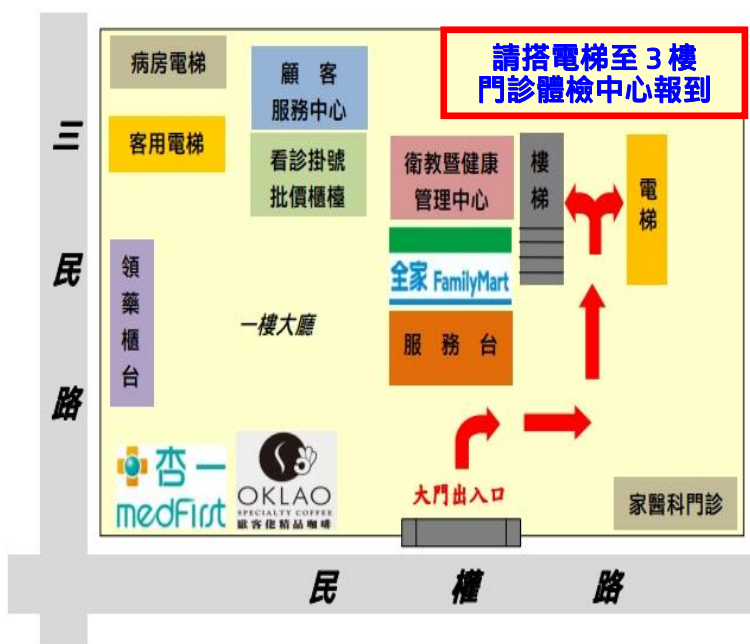 請搭電梯至3樓
門診體檢中心報到
病房電梯
顧 客
服務中心
客用電梯
看診掛號
批價櫃檯
衛教暨健康
管理中心
樓梯
電梯
三民路
領藥櫃台
全家 FamilyMart
一樓大廳
服 務 台
杏一
medFirst
OKLAO
SPECIALTY COFFEE
歐客佬精品咖啡
大門出入口
家醫科門診
民 權 路